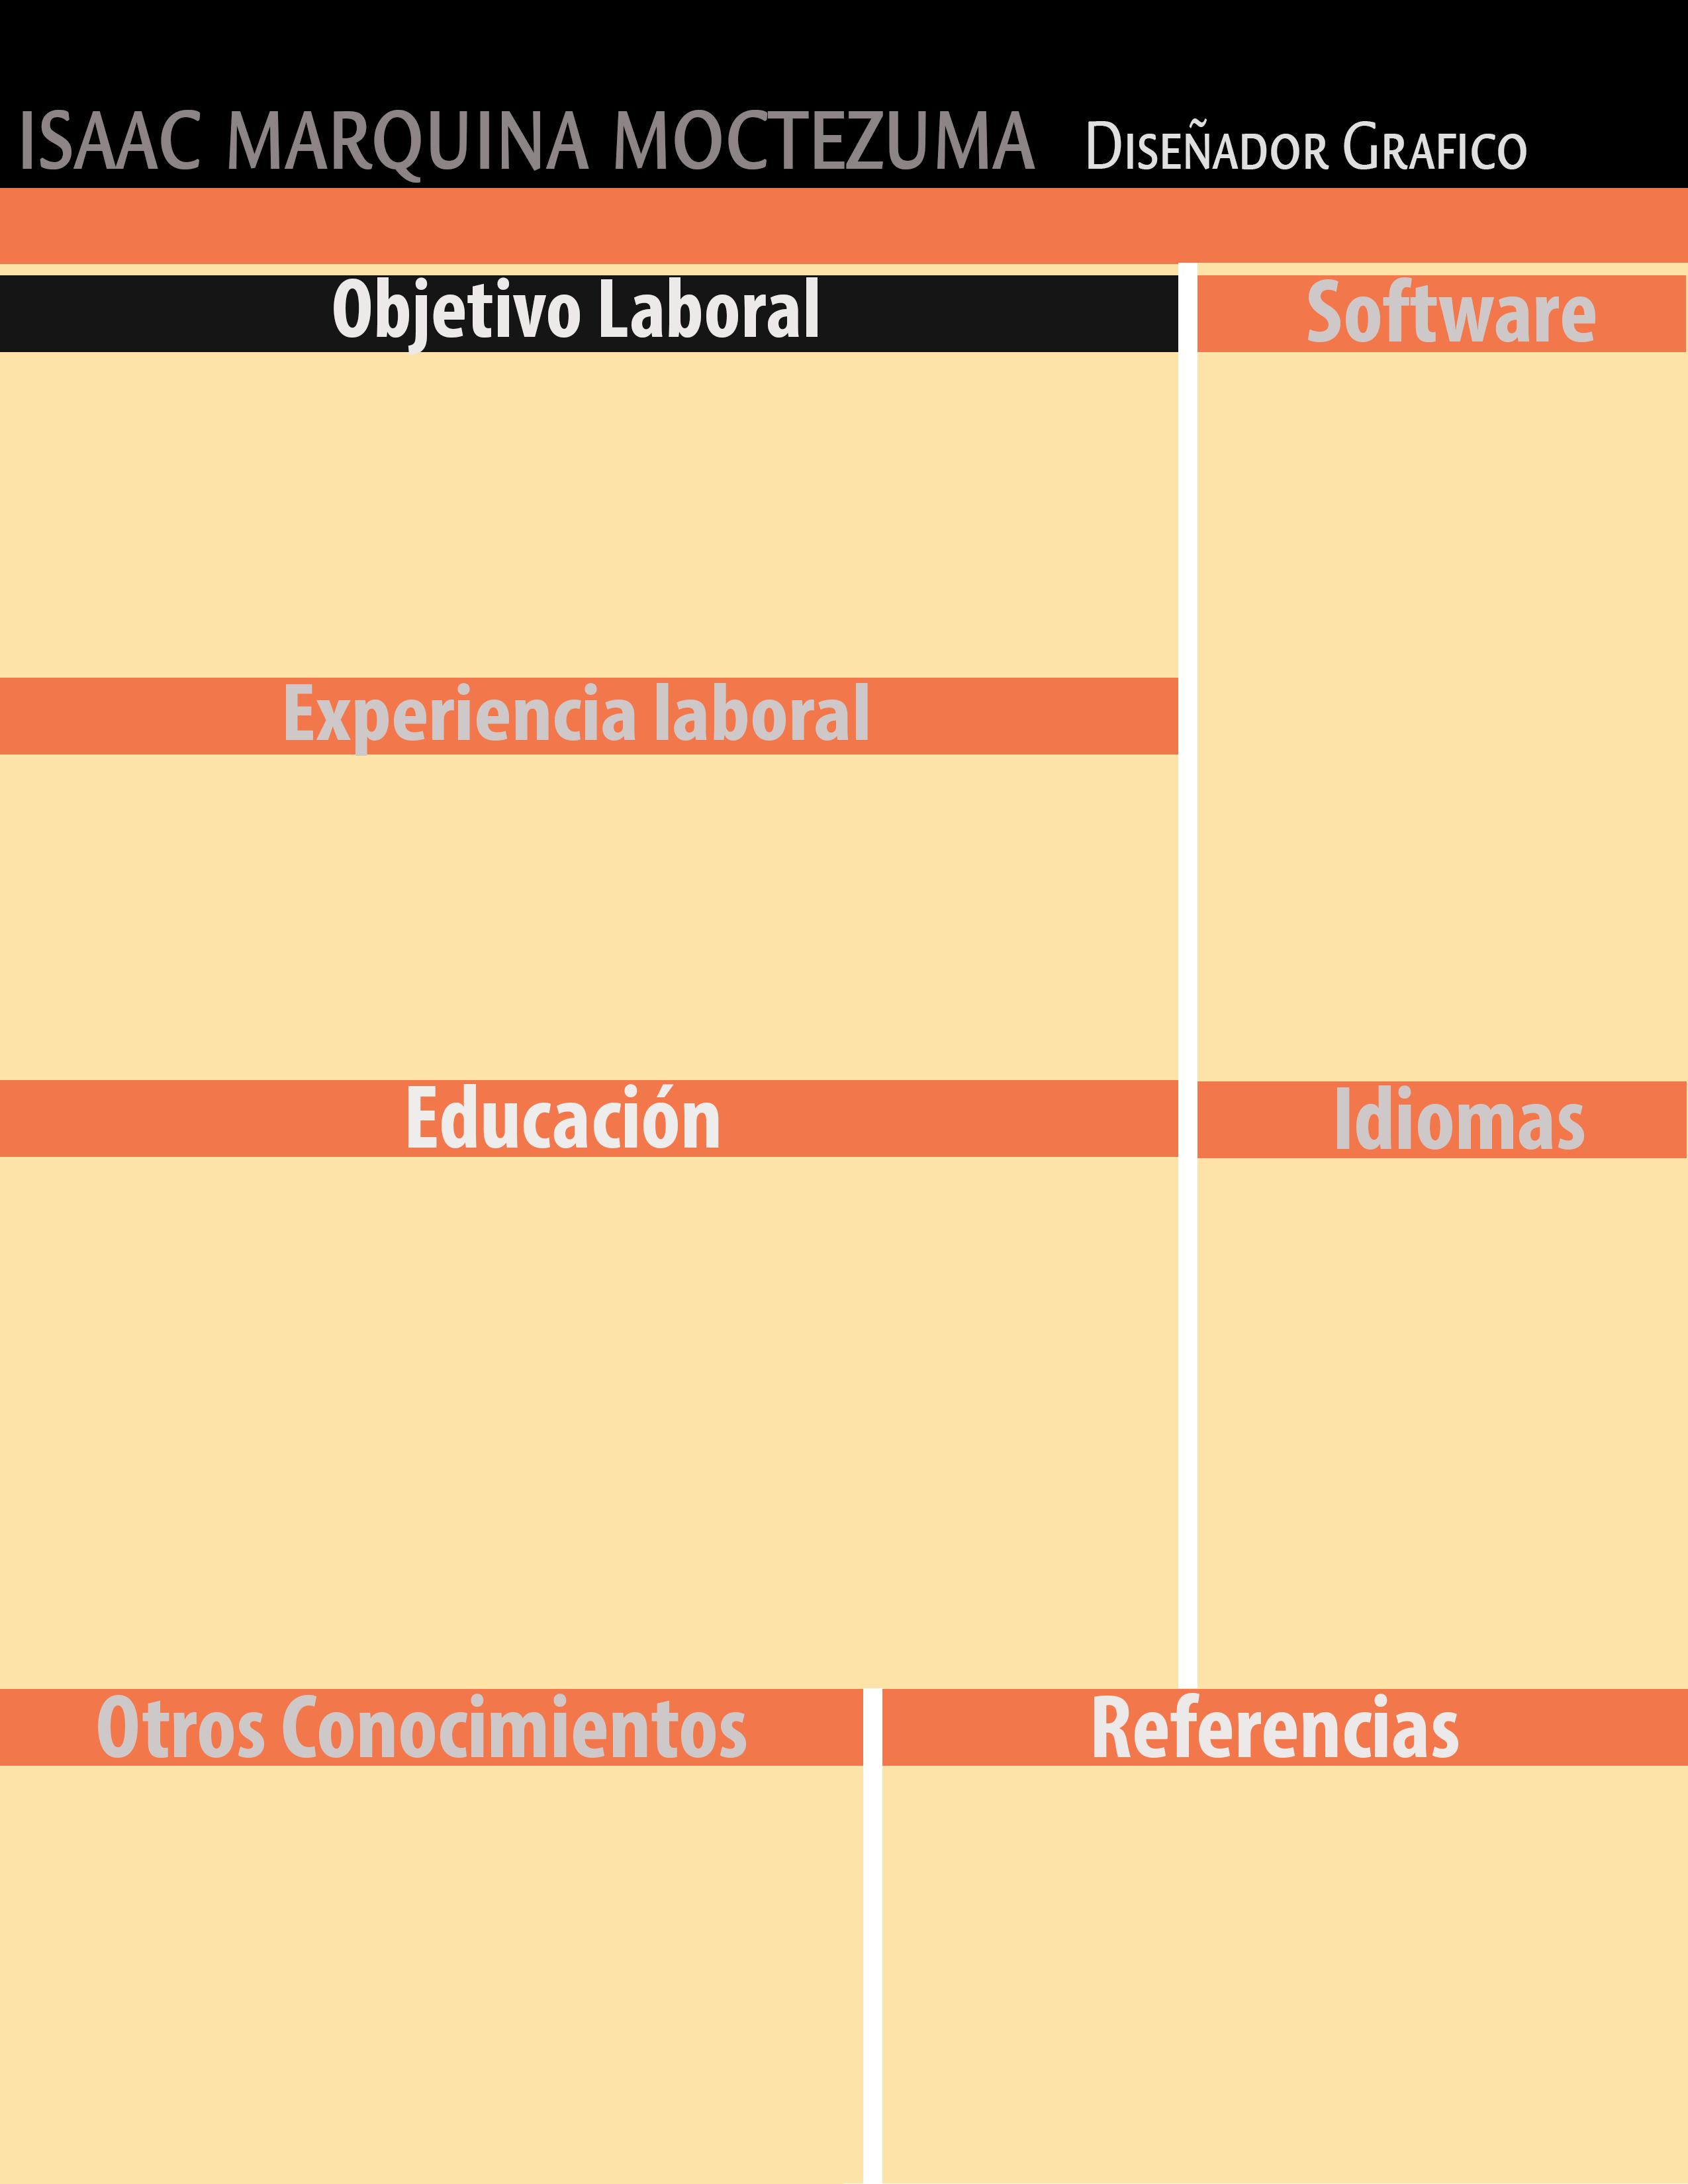 ISAAC MARQUINA MOCTEZUMA Diseñador Grafico
Objetivo Laboral
Software
Experiencia laboral
Educación
Idiomas
Otros Conocimientos
Referencias